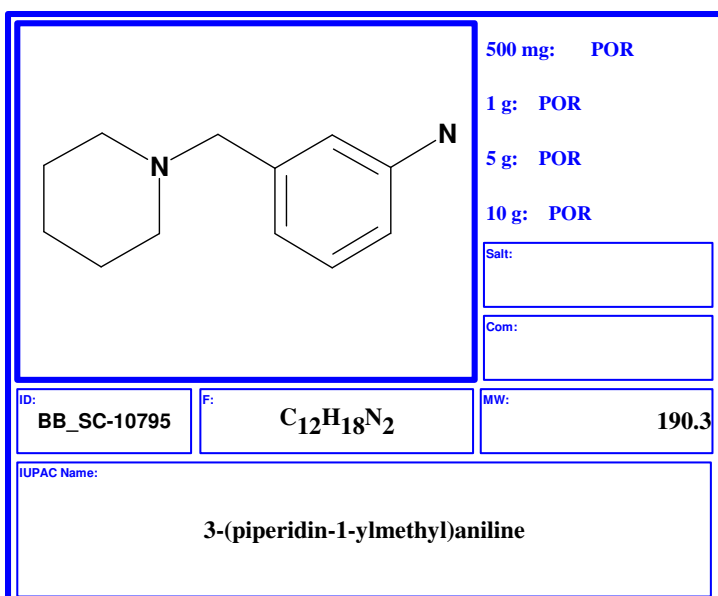 N
N
500 mg: POR
1 g: POR
5 g: POR
10 g: POR
Salt:
Com:
ID:
BB_SC-10795
F:
C12H18N2
MW:
190.3
IUPAC Name:
3-(piperidin-1-ylmethyl)aniline